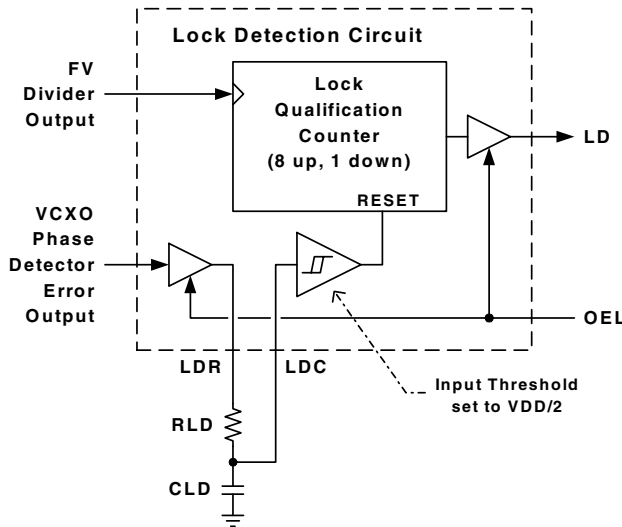 Lock Detection Circuit
FV
Divider
Output
Lock
Qualification
Counter
(8 up, 1 down)
RESET
LD
VCXO
Phase
Detector
Error
Output
OEL
LDR
LDC
Input Threshold
set to VDD/2
RLD
CLD